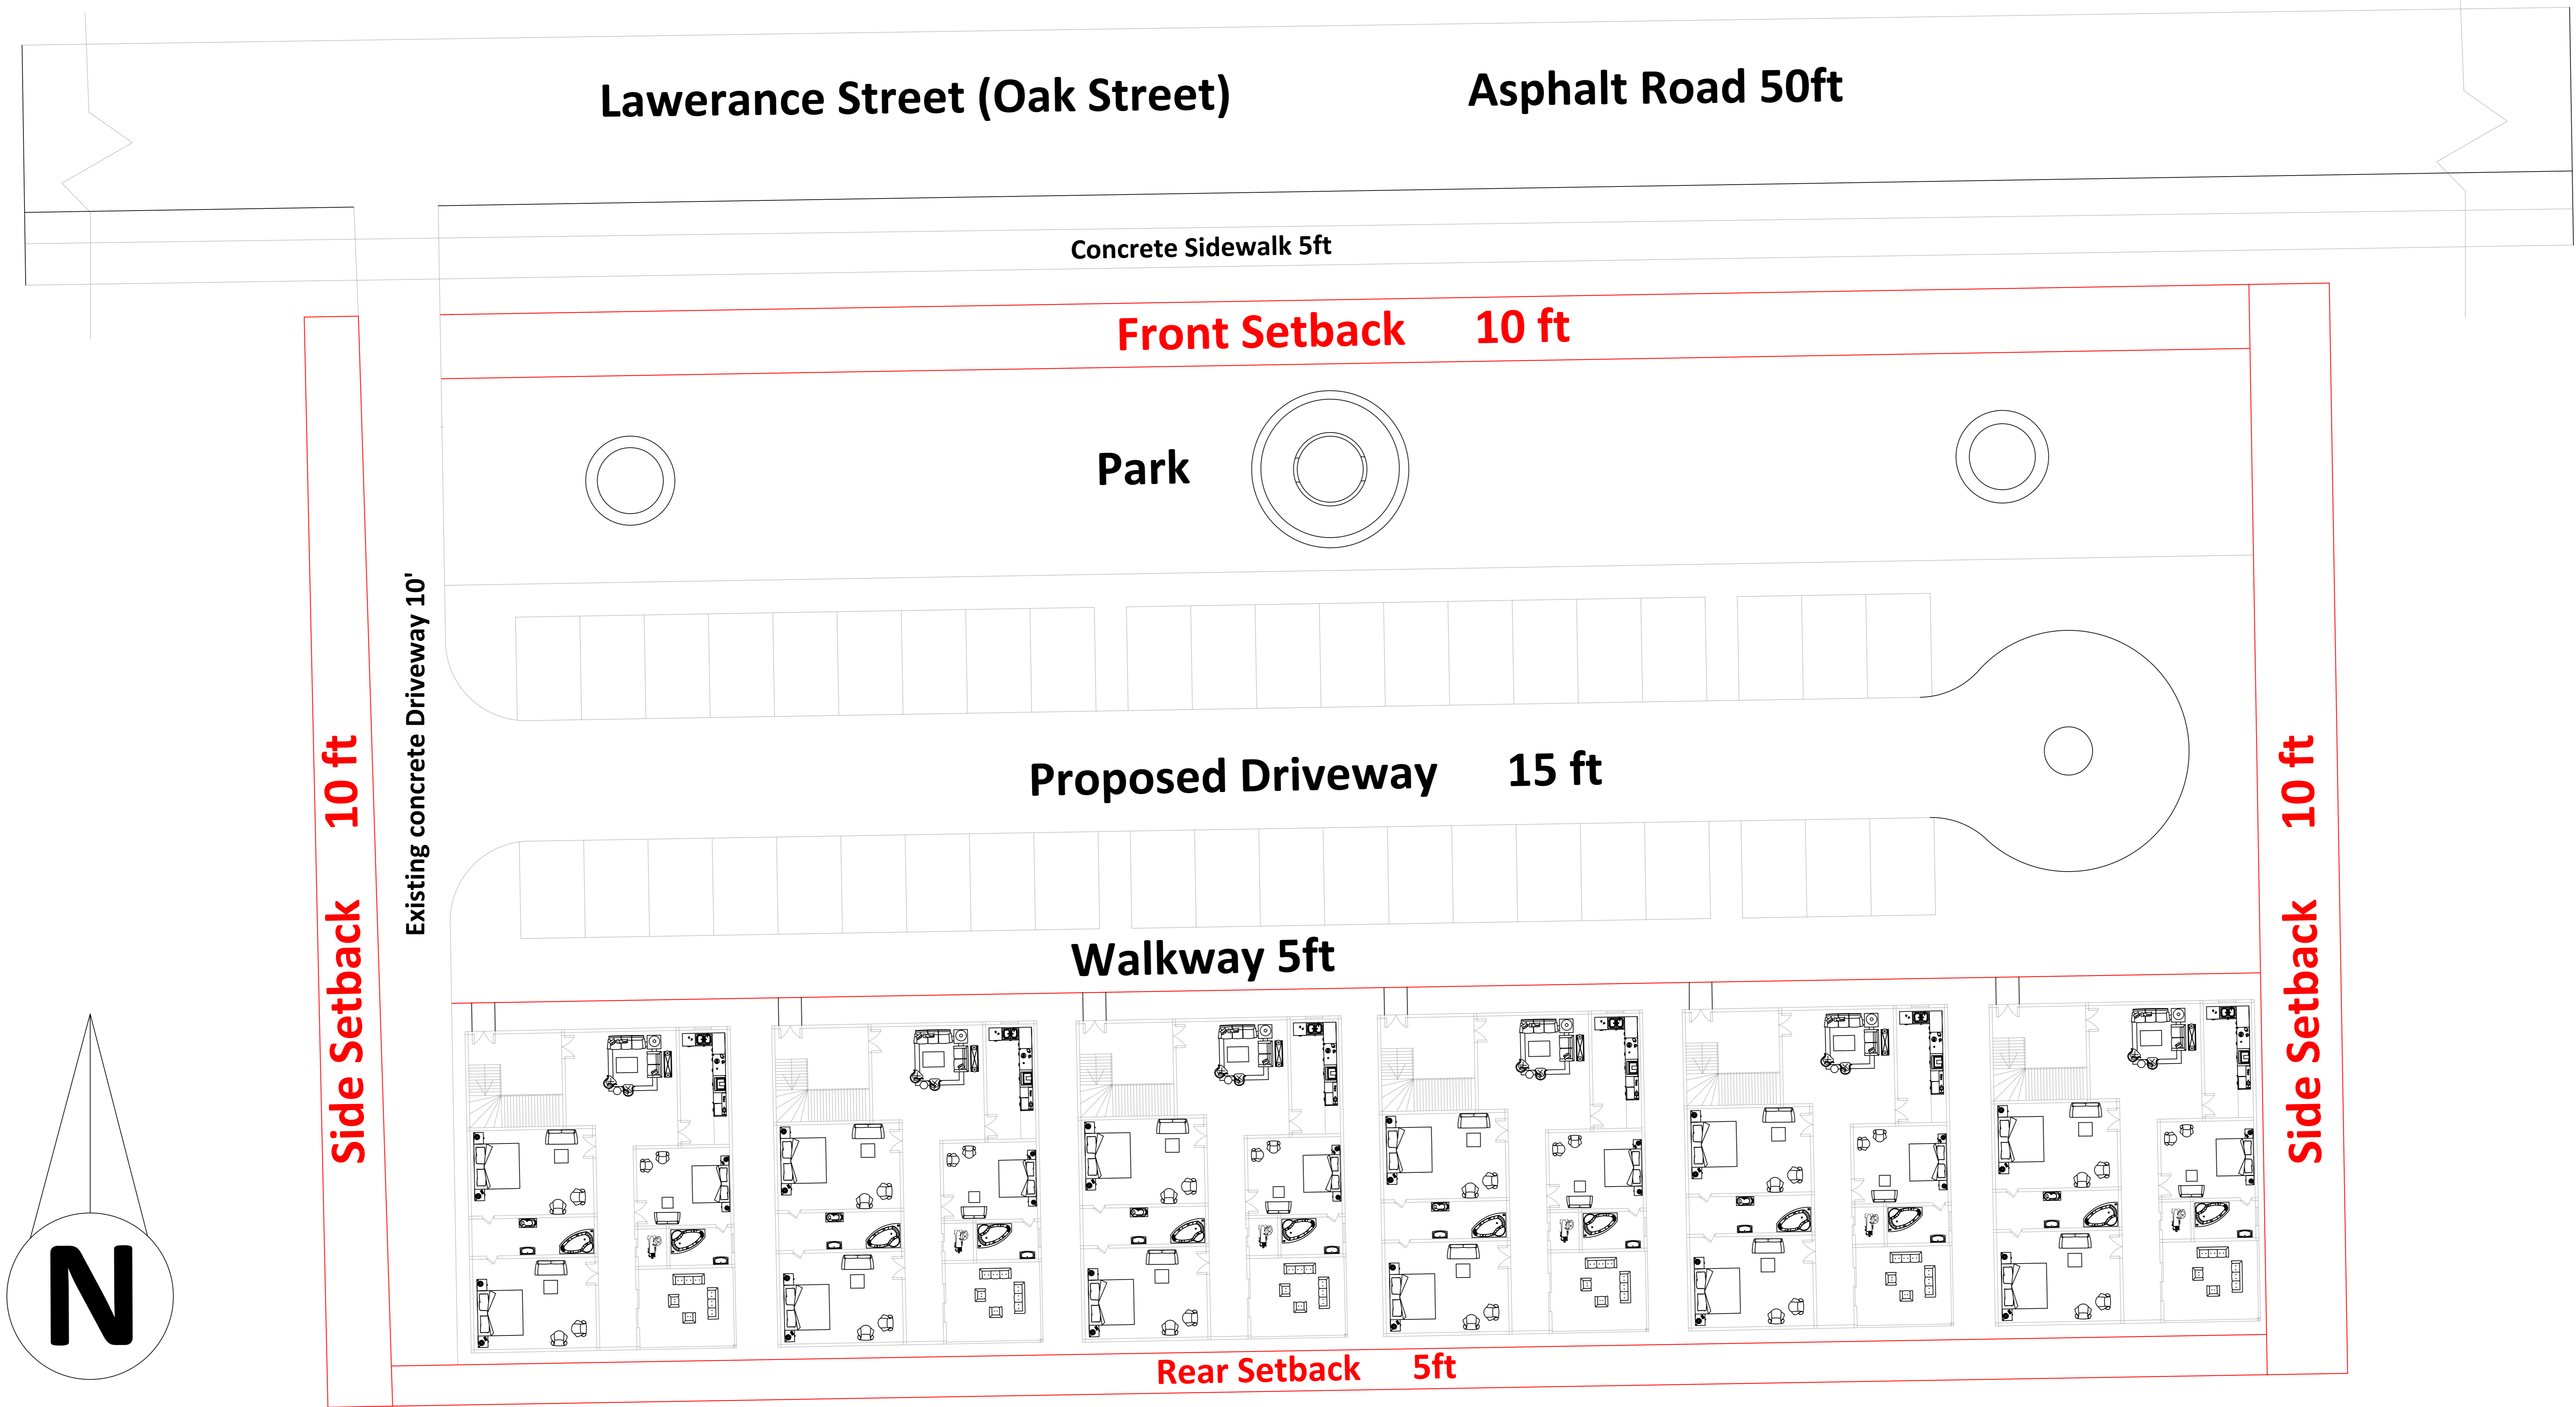 Lawerance Street (Oak Street) Asphalt Road 50ft
Concrete Sidewalk 5ft
Front Setback 10 ft
Park
Existing concrete Driveway 10'
Side Setback 10 ft
Proposed Driveway 15 ft
Side Setback 10 ft
Walkway 5ft
Rear Setback 5ft
N